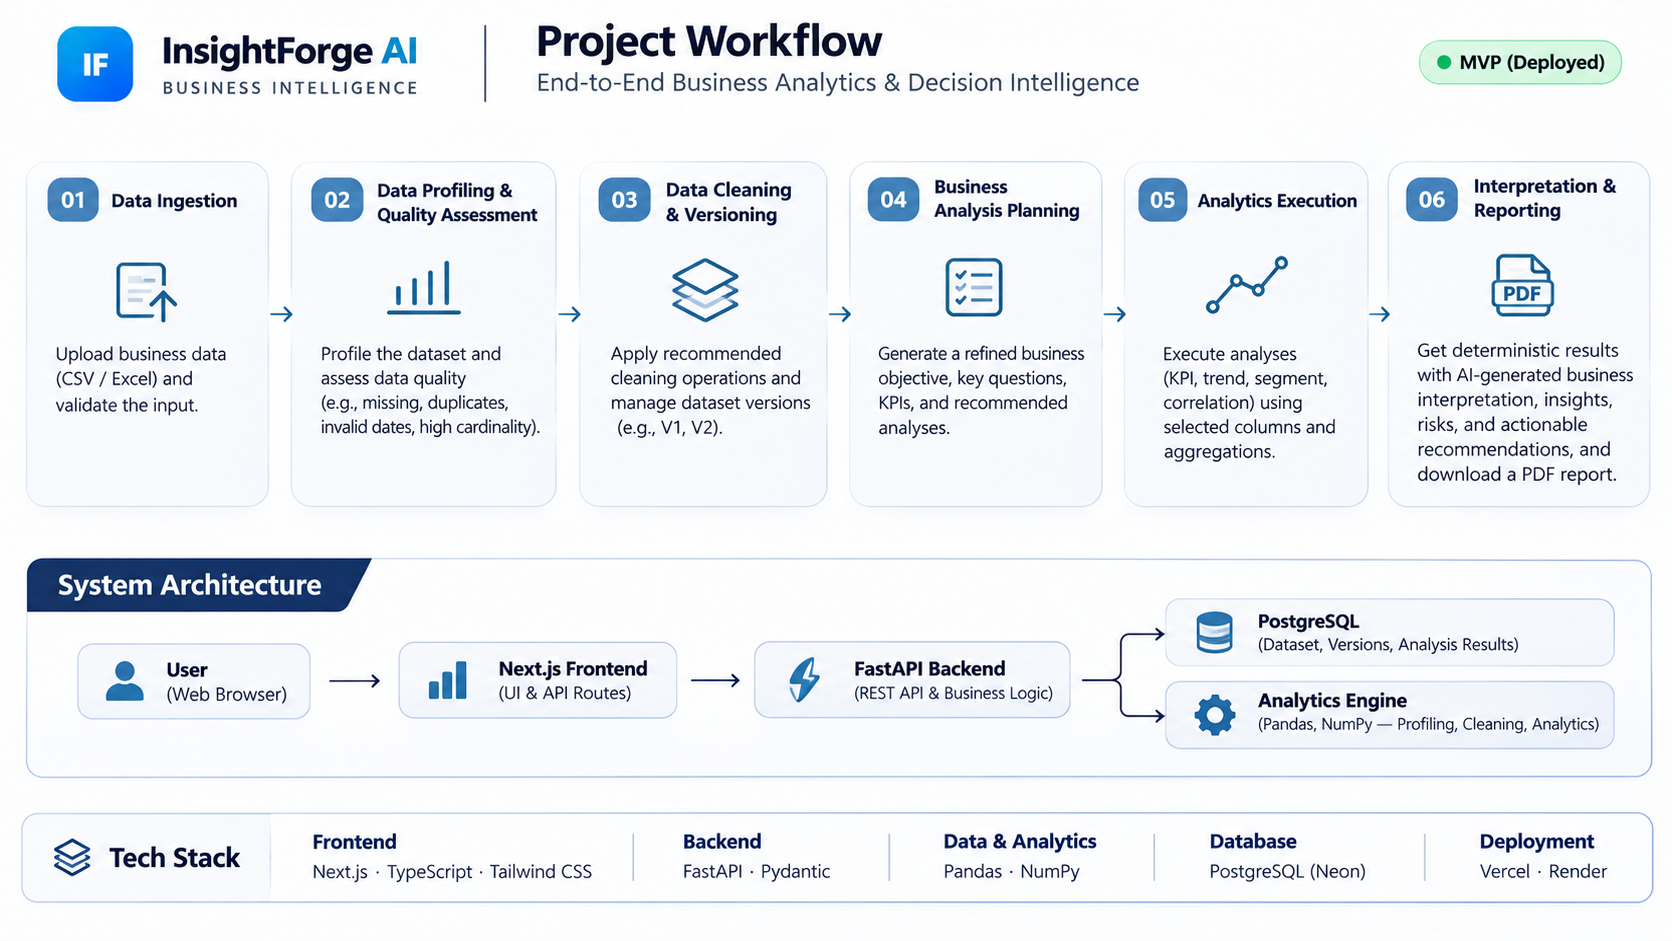 IF
InsightForge AI
BUSINESS INTELLIGENCE
Project Workflow
End-to-End Business Analytics & Decision Intelligence
MVP (Deployed)
01
Data Ingestion
Upload business data
(CSV / Excel) and
validate the input.
02
Data Profiling &
Quality Assessment
Profile the dataset and
assess data quality
(e.g., missing, duplicates,
invalid dates, high cardinality).
03
Data Cleaning
& Versioning
Apply recommended
cleaning operations and
manage dataset versions
(e.g., V1, V2).
04
Business
Analysis Planning
Generate a refined business
objective, key questions,
KPIs, and recommended
analyses.
05
Analytics Execution
Execute analyses
(KPI, trend, segment,
correlation) using
selected columns and
aggregations.
06
Interpretation &
Reporting
PDF
Get deterministic results
with AI-generated business
interpretation, insights,
risks, and actionable
recommendations, and
download a PDF report.
System Architecture
User
(Web Browser)
Next.js Frontend
(UI & API Routes)
FastAPI Backend
(REST API & Business Logic)
PostgreSQL
(Dataset, Versions, Analysis Results)
Analytics Engine
(Pandas, NumPy — Profiling, Cleaning, Analytics)
Tech Stack
Frontend
Next.js · TypeScript · Tailwind CSS
Backend
FastAPI · Pydantic
Data & Analytics
Pandas · NumPy
Database
PostgreSQL (Neon)
Deployment
Vercel · Render